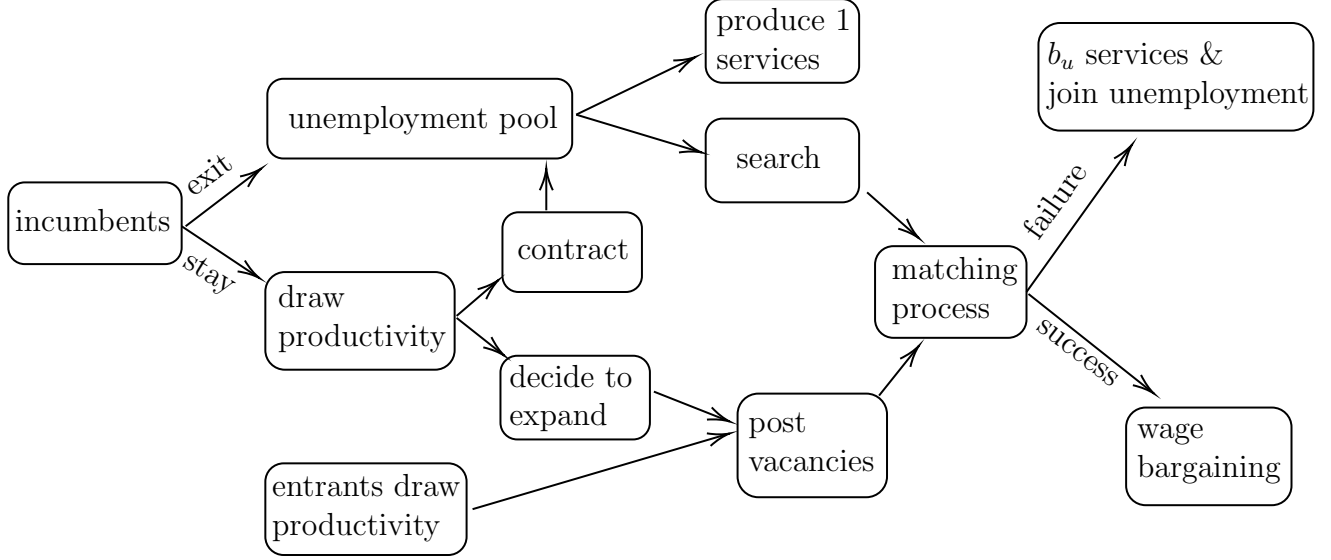 produce 1
services
b_u services &
join unemployment
unemployment pool
search
exit
incumbents
stay
contract
failure
draw
productivity
matching
process
success
decide to
expand
post
vacancies
wage
bargaining
entrants draw
productivity